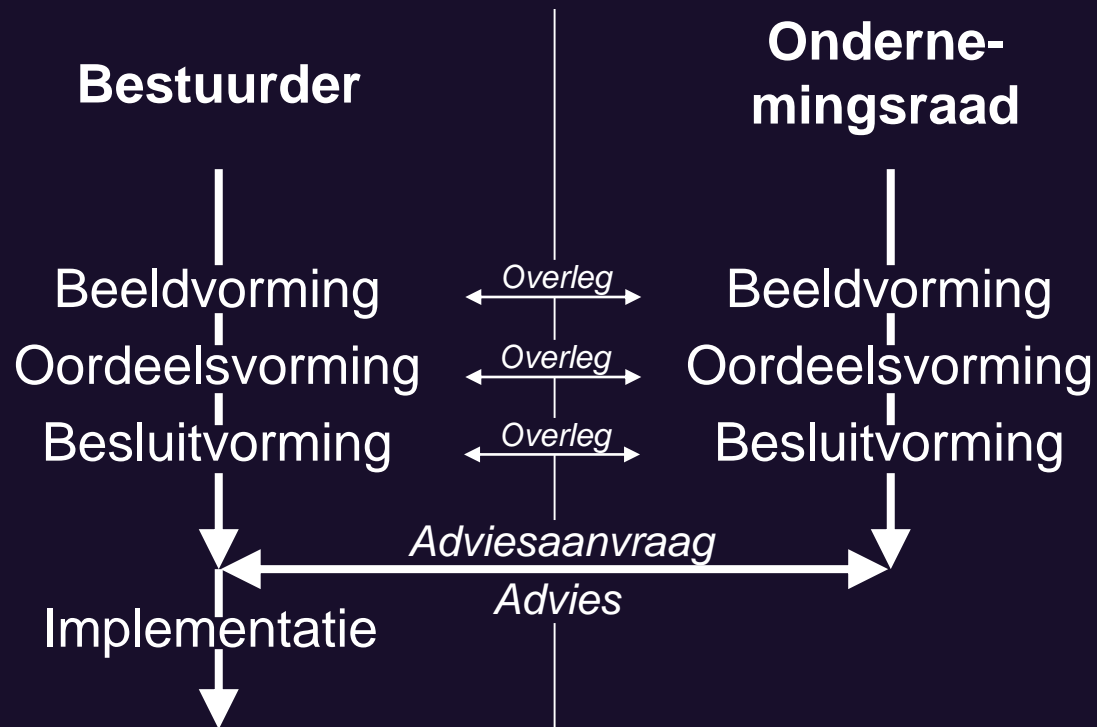 Bestuurder
Onderne-
mingsraad
Beeldvorming
Overleg
Beeldvorming
Oordeelsvorming
Overleg
Oordeelsvorming
Besluitvorming
Overleg
Besluitvorming
Adviesaanvraag
Advies
Implementatie